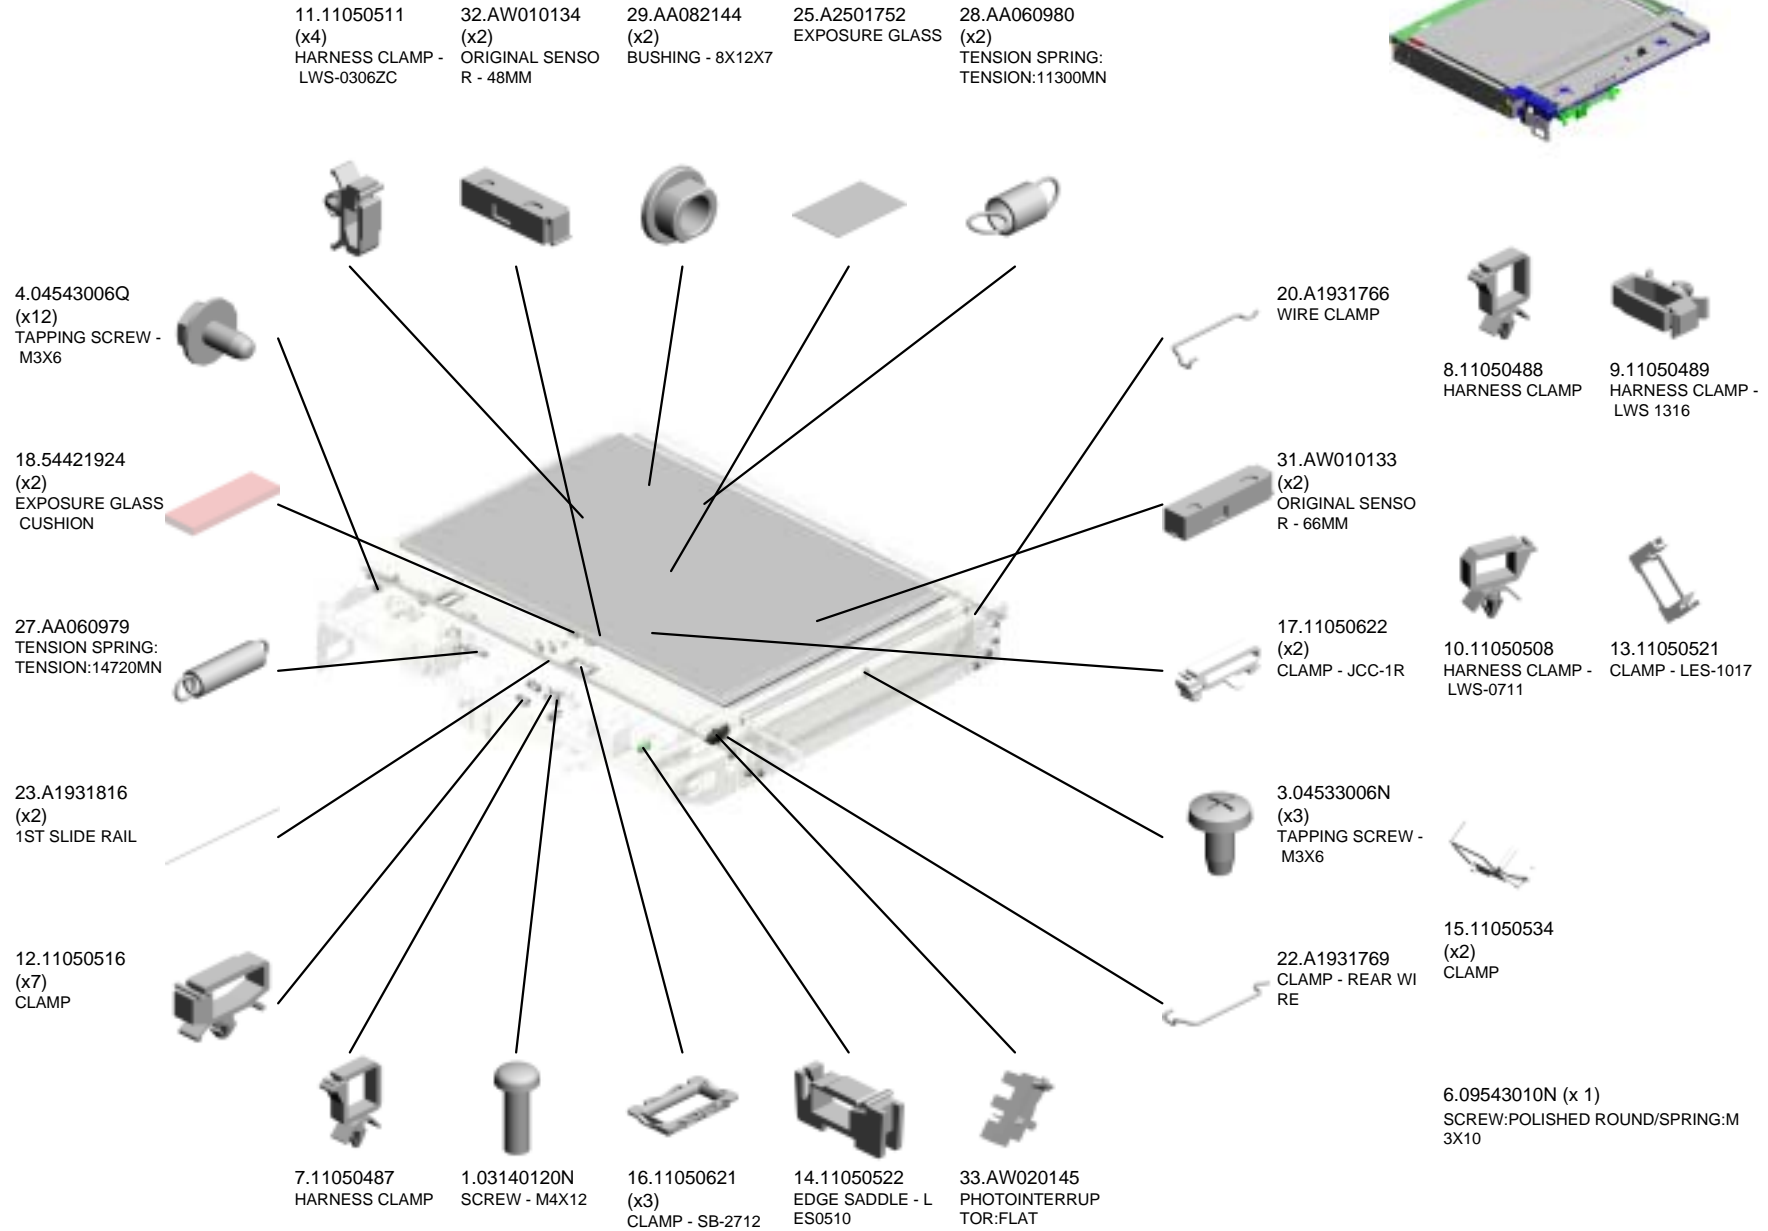 11.11050511
(x4)
HARNESS CLAMP -
LWS-0306ZC
32.AW010134
(x2)
ORIGINAL SENSO
R - 48MM
29.AA082144
(x2)
BUSHING - 8X12X7
25.A2501752
EXPOSURE GLASS
28.AA060980
(x2)
TENSION SPRING:
TENSION:11300MN
4.04543006Q
(x12)
TAPPING SCREW -
M3X6
18.54421924
(x2)
EXPOSURE GLASS
CUSHION
27.AA060979
TENSION SPRING:
TENSION:14720MN
23.A1931816
(x2)
1ST SLIDE RAIL
12.11050516
(x7)
CLAMP
20.A1931766
WIRE CLAMP
31.AW010133
(x2)
ORIGINAL SENSO
R - 66MM
17.11050622
(x2)
CLAMP - JCC-1R
3.04533006N
(x3)
TAPPING SCREW -
M3X6
22.A1931769
CLAMP - REAR WI
RE
8.11050488
HARNESS CLAMP
9.11050489
HARNESS CLAMP -
LWS 1316
10.11050508
HARNESS CLAMP -
LWS-0711
13.11050521
CLAMP - LES-1017
15.11050534
(x2)
CLAMP
6.09543010N (x 1)
SCREW:POLISHED ROUND/SPRING:M
3X10
7.11050487
HARNESS CLAMP
1.03140120N
SCREW - M4X12
16.11050621
(x3)
CLAMP - SB-2712
14.11050522
EDGE SADDLE - L
ES0510
33.AW020145
PHOTOINTERRUP
TOR:FLAT